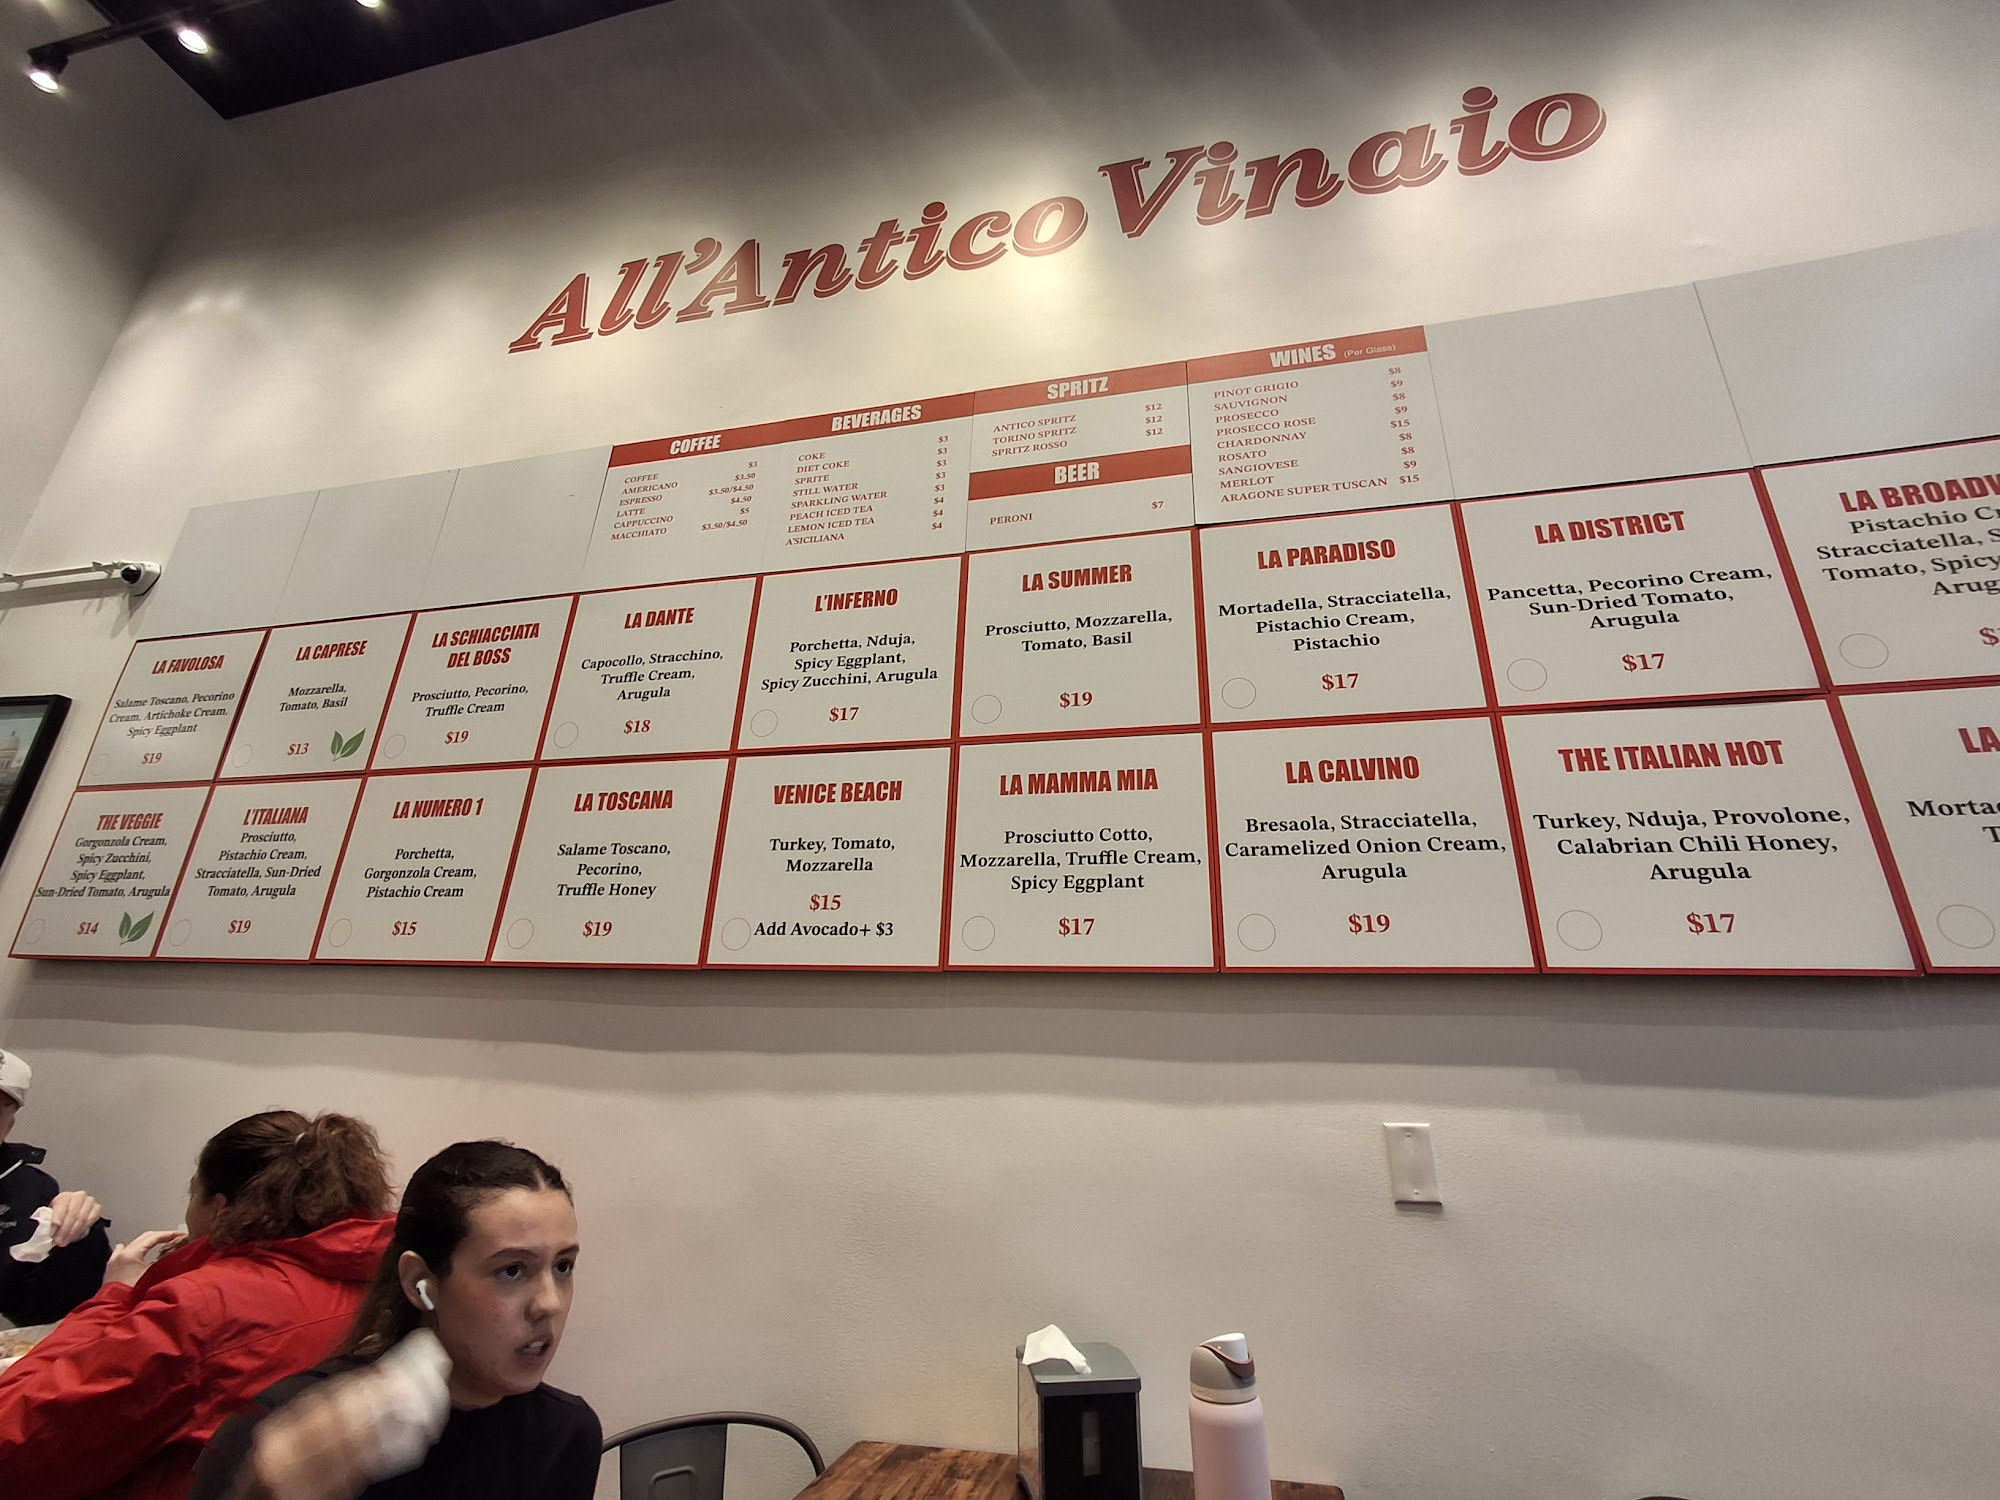 All'Antico Vinaio
COFFEE
COFFEE $3
AMERICANO $3.50
ESPRESSO $3.50/$4.50
LATTE $4.50
CAPPUCCINO $5
MACCHIATO $3.50/$4.50
BEVERAGES
COKE $3
DIET COKE $3
SPRITE $3
STILL WATER $3
SPARKLING WATER $3
PEACH ICED TEA $4
LEMON ICED TEA $4
A'SICILIANA $4
SPRITZ
ANTICO SPRITZ $12
TORINO SPRITZ $12
SPRITZ ROSSO $12
BEER
PERONI $7
WINES (Per Glass)
PINOT GRIGIO $8
SAUVIGNON $9
PROSECCO $8
PROSECCO ROSE $9
CHARDONNAY $15
ROSATO $8
SANGIOVESE $8
MERLOT $9
ARAGONE SUPER TUSCAN $15
LA FAVOLOSA
Salame Toscano, Pecorino
Cream, Artichoke Cream,
Spicy Eggplant
$19
LA CAPRESE
Mozzarella,
Tomato, Basil
$13
LA SCHIACCIATA
DEL BOSS
Prosciutto, Pecorino,
Truffle Cream
$19
LA DANTE
Capocollo, Stracchino,
Truffle Cream,
Arugula
$18
L'INFERNO
Porchetta, Nduja,
Spicy Eggplant,
Spicy Zucchini, Arugula
$17
LA SUMMER
Prosciutto, Mozzarella,
Tomato, Basil
$19
LA PARADISO
Mortadella, Stracciatella,
Pistachio Cream,
Pistachio
$17
LA DISTRICT
Pancetta, Pecorino Cream,
Sun-Dried Tomato,
Arugula
$17
LA BROADW
Pistachio Cr
Stracciatella, S
Tomato, Spicy
Arug
$
THE VEGGIE
Gorgonzola Cream,
Spicy Zucchini,
Spicy Eggplant,
Sun-Dried Tomato, Arugula
$14
L'ITALIANA
Prosciutto,
Pistachio Cream,
Stracciatella, Sun-Dried
Tomato, Arugula
$19
LA NUMERO 1
Porchetta,
Gorgonzola Cream,
Pistachio Cream
$15
LA TOSCANA
Salame Toscano,
Pecorino,
Truffle Honey
$19
VENICE BEACH
Turkey, Tomato,
Mozzarella
$15
Add Avocado+ $3
LA MAMMA MIA
Prosciutto Cotto,
Mozzarella, Truffle Cream,
Spicy Eggplant
$17
LA CALVINO
Bresaola, Stracciatella,
Caramelized Onion Cream,
Arugula
$19
THE ITALIAN HOT
Turkey, Nduja, Provolone,
Calabrian Chili Honey,
Arugula
$17
LA
Mortad
T